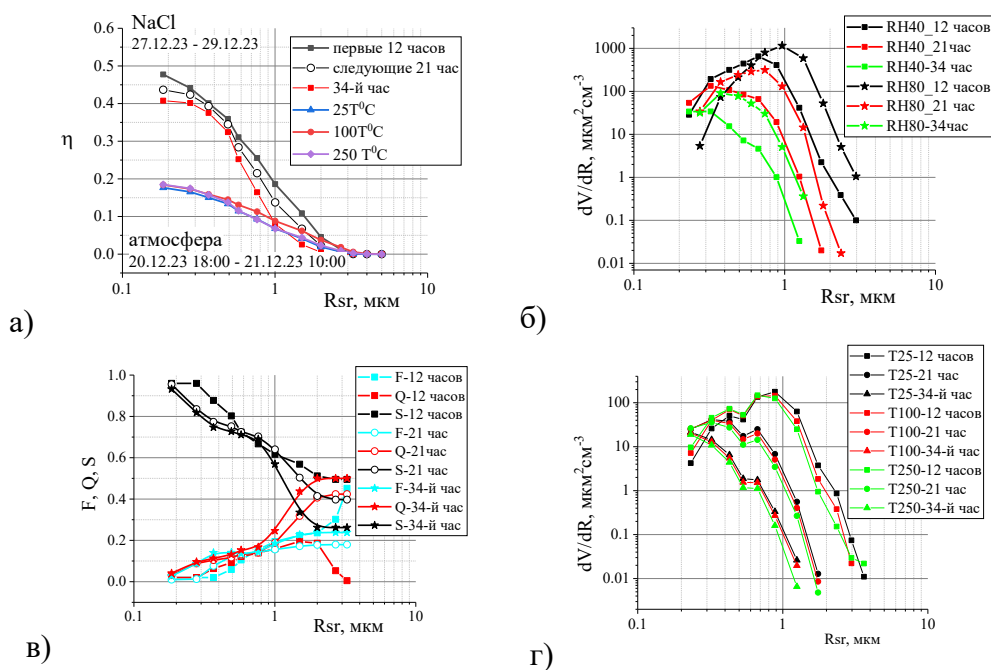 NaCl
27.12.23 - 29.12.23
первые 12 часов
следующие 21 час
34-й час
25T⁰C
100T⁰C
250 T⁰C
η
0.6
0.5
0.4
0.3
0.2
0.1
0.0
атмосфера
20.12.23 18:00 - 21.12.23 10:00
0.1 1 10
Rsr, мкм
а)
RH40_12 часов
RH40_21час
RH40-34 час
RH80_12 часов
RH80_21 час
RH80-34час
dV/dR, мкм²см⁻³
1000
100
10
1
0.1
0.01
0.1 1 10
Rsr, мкм
б)
F-12 часов
Q-12 часов
S-12 часов
F-21 час
Q-21час
S-21 час
F-34-й час
Q-34-й час
S-34-й час
F, Q, S
1.0
0.8
0.6
0.4
0.2
0.0
0.1 1 10
Rsr, мкм
в)
T25-12 часов
T25-21 час
T25-34-й час
T100-12 часов
T100-21 час
T100-34-й час
T250-12 часов
T250-21 час
T250-34-й час
dV/dR, мкм²см⁻³
100
10
1
0.1
0.01
0.1 1 10
Rsr, мкм
г)